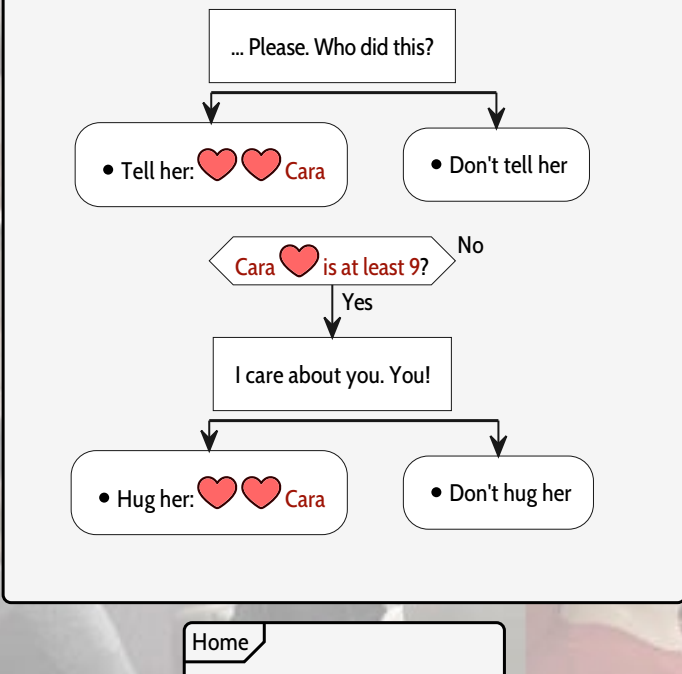 ... Please. Who did this?
• Tell her: Cara
• Don't tell her
Cara is at least 9?
No
Yes
I care about you. You!
• Hug her: Cara
• Don't hug her
Home